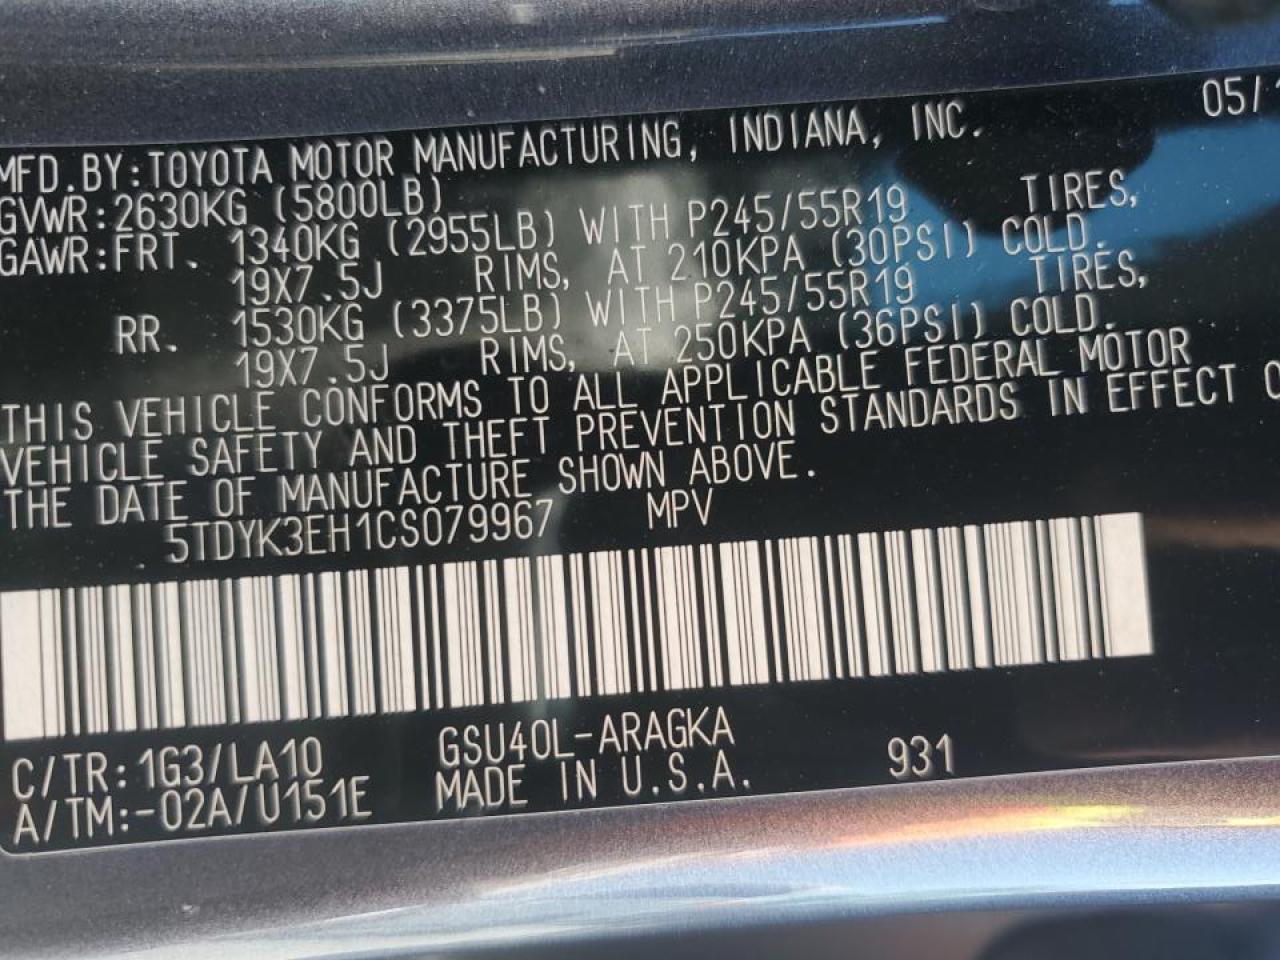 05/
MFD.BY:TOYOTA MOTOR MANUFACTURING, INDIANA, INC.
GVWR:2630KG (5800LB)
GAWR:FRT. 1340KG (2955LB) WITH P245/55R19 TIRES,
19X7.5J RIMS, AT 210KPA (30PSI) COLD.
RR. 1530KG (3375LB) WITH P245/55R19 TIRES,
19X7.5J RIMS, AT 250KPA (36PSI) COLD.
THIS VEHICLE CONFORMS TO ALL APPLICABLE FEDERAL MOTOR
VEHICLE SAFETY AND THEFT PREVENTION STANDARDS IN EFFECT
THE DATE OF MANUFACTURE SHOWN ABOVE.
5TDYK3EH1CS079967 MPV
C/TR:1G3/LA10 GSU40L-ARAGKA 931
A/TM:-02A/U151E MADE IN U.S.A.